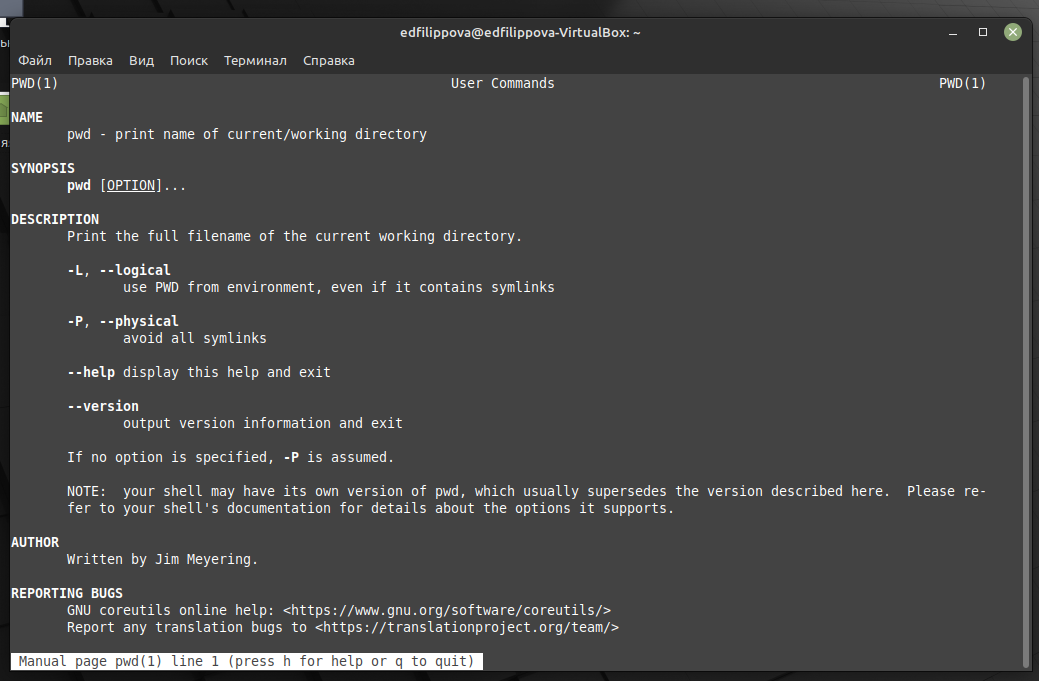 edfilippova@edfilippova-VirtualBox: ~
Файл Правка Вид Поиск Терминал Справка
PWD(1) User Commands PWD(1)
NAME
pwd - print name of current/working directory
SYNOPSIS
pwd [OPTION]...
DESCRIPTION
Print the full filename of the current working directory.
-L, --logical
use PWD from environment, even if it contains symlinks
-P, --physical
avoid all symlinks
--help display this help and exit
--version
output version information and exit
If no option is specified, -P is assumed.
NOTE: your shell may have its own version of pwd, which usually supersedes the version described here. Please re-
fer to your shell's documentation for details about the options it supports.
AUTHOR
Written by Jim Meyering.
REPORTING BUGS
GNU coreutils online help: <https://www.gnu.org/software/coreutils/>
Report any translation bugs to <https://translationproject.org/team/>
Manual page pwd(1) line 1 (press h for help or q to quit)